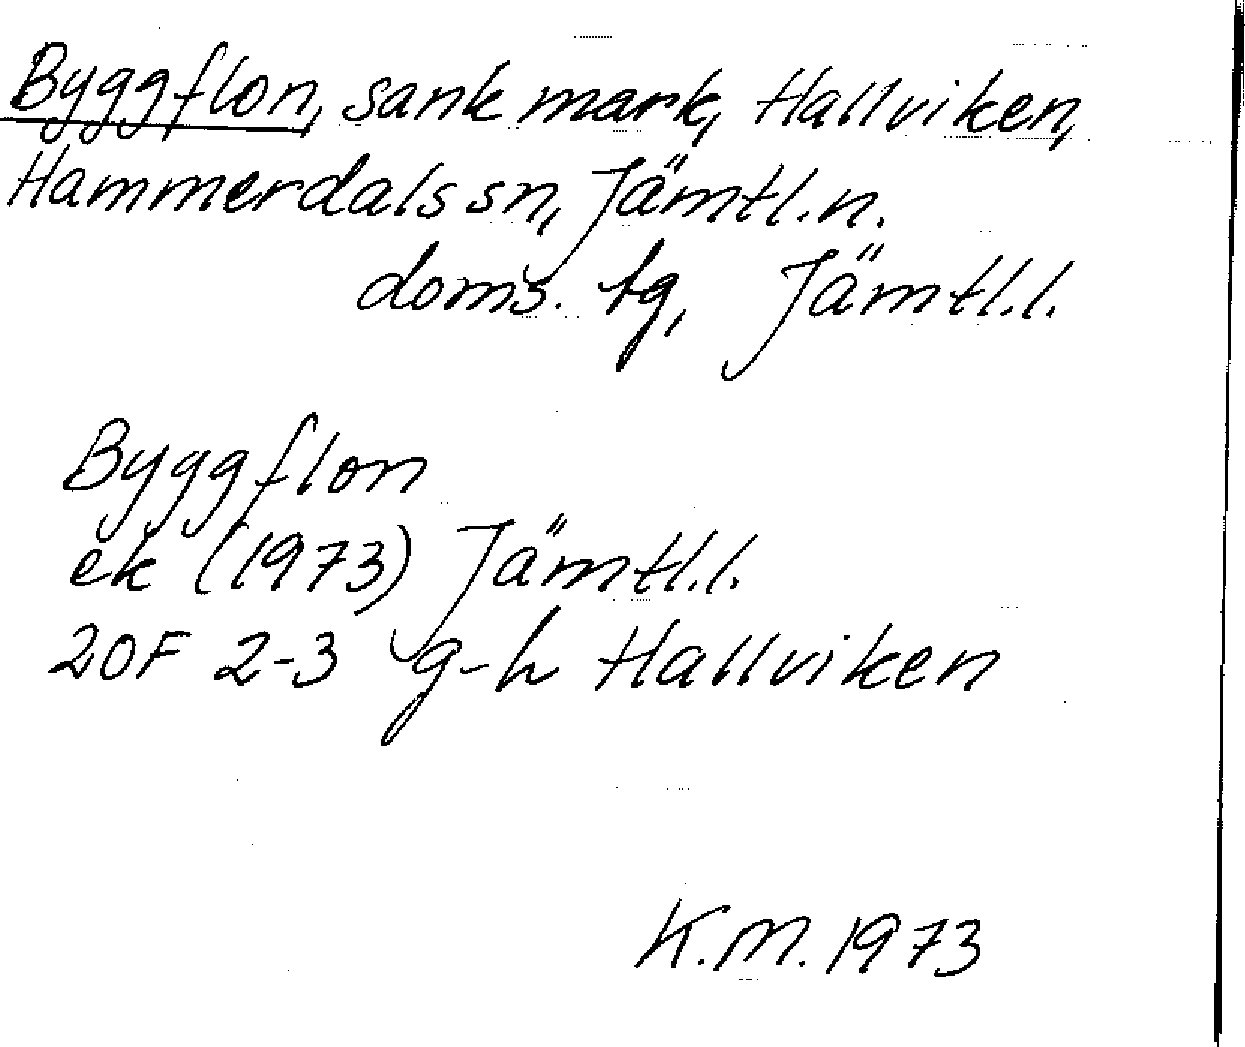 Byggflon, sank mark, Hallviken,
Hammerdals sn, Jämtl. n.
doms. tg, Jämtl. l.
Byggflon
ek (1973) Jämtl. l.
20F 2-3 g-h Hallviken
K.M. 1973